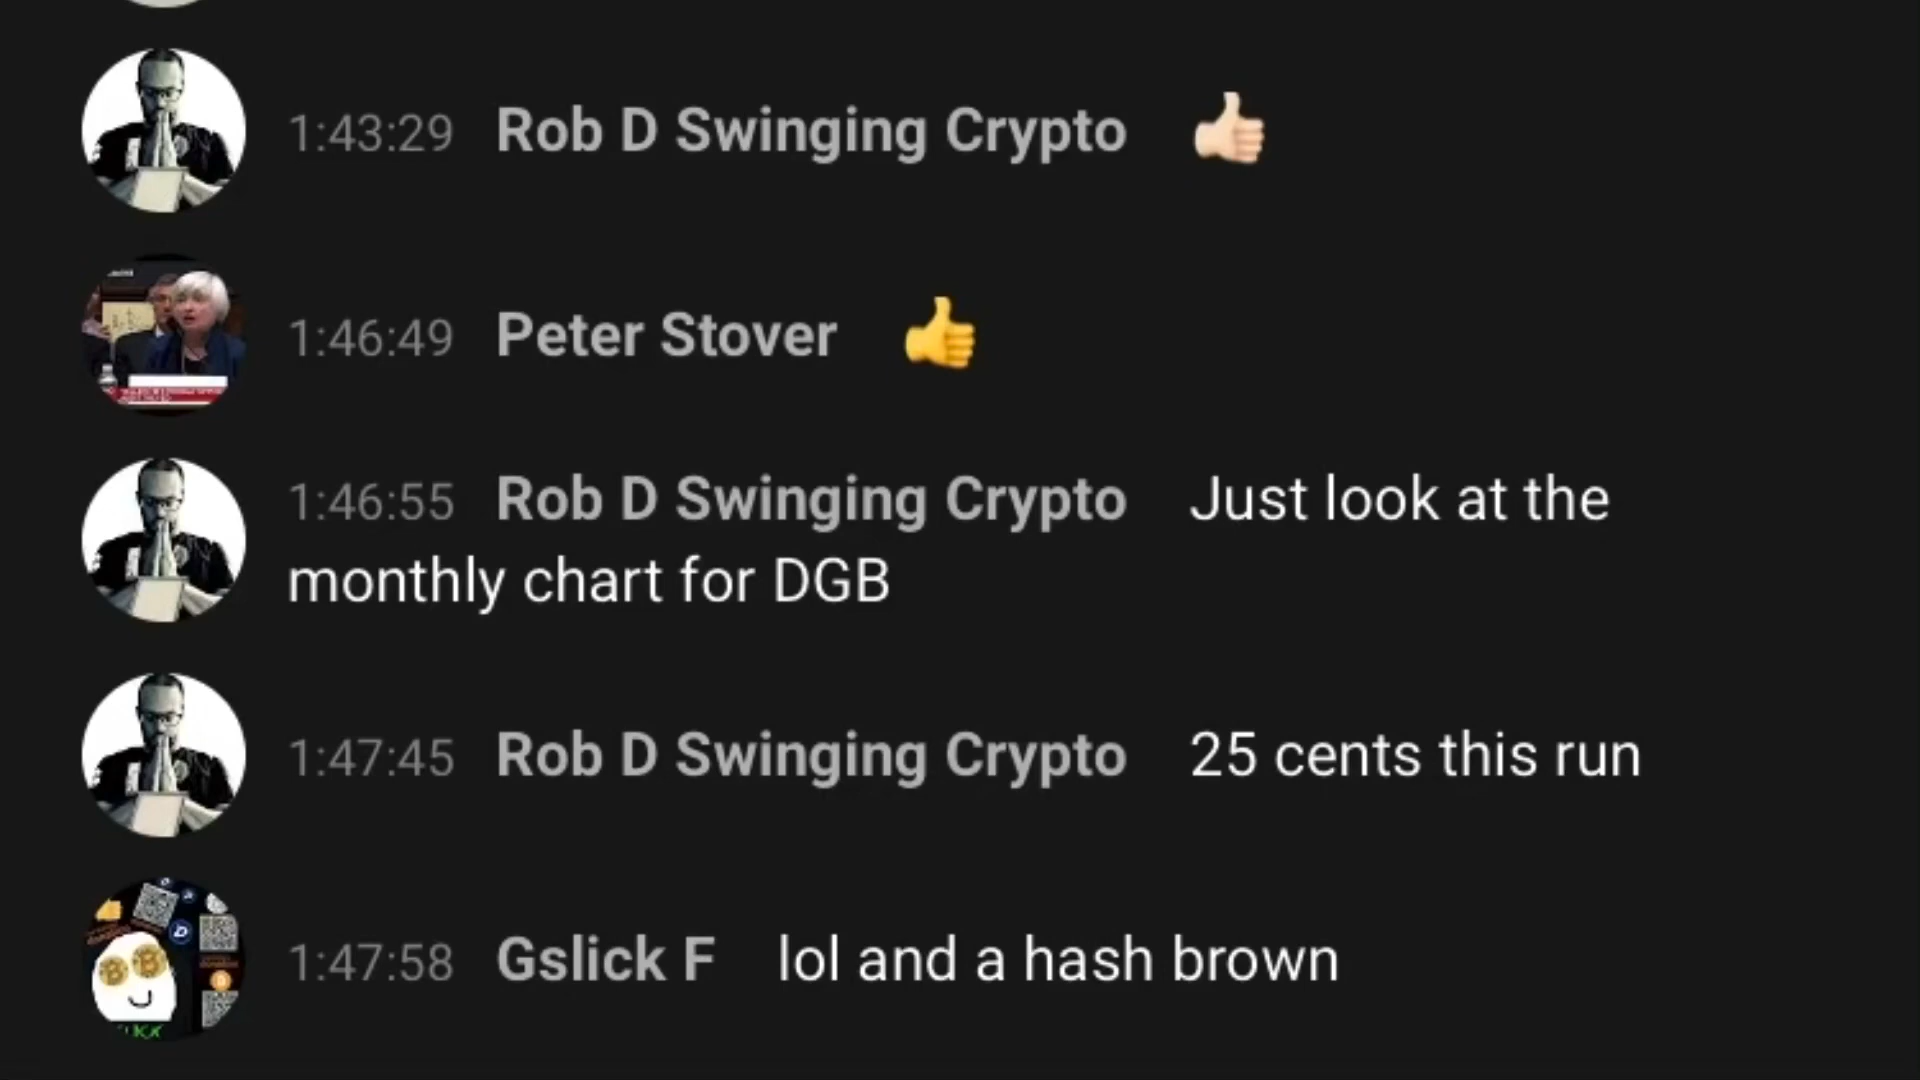 1:43:29 Rob D Swinging Crypto 👍🏻
1:46:49 Peter Stover 👍
1:46:55 Rob D Swinging Crypto Just look at the
monthly chart for DGB
1:47:45 Rob D Swinging Crypto 25 cents this run
1:47:58 Gslick F lol and a hash brown